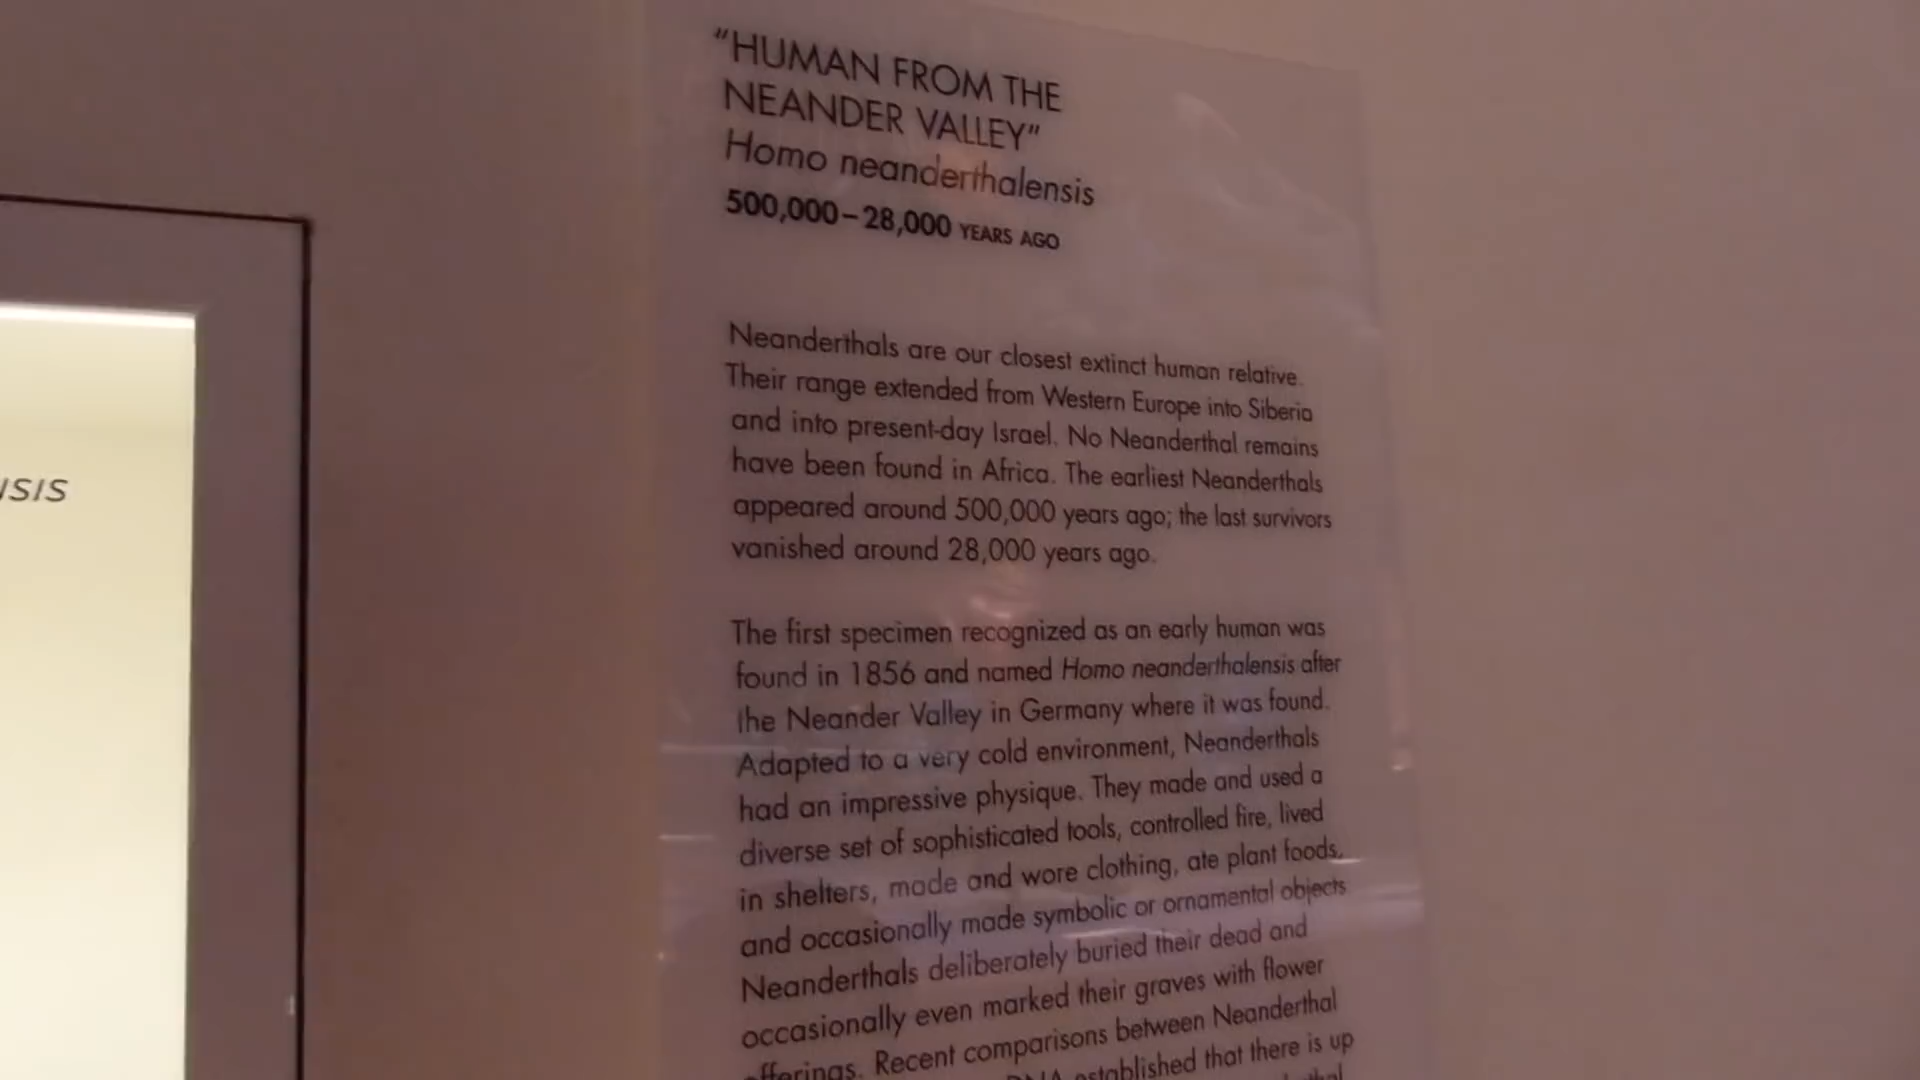 "HUMAN FROM THE
NEANDER VALLEY"
Homo neanderthalensis
500,000–28,000 YEARS AGO
Neanderthals are our closest extinct human relative.
Their range extended from Western Europe into Siberia
and into present-day Israel. No Neanderthal remains
have been found in Africa. The earliest Neanderthals
appeared around 500,000 years ago; the last survivors
vanished around 28,000 years ago.
The first specimen recognized as an early human was
found in 1856 and named Homo neanderthalensis after
the Neander Valley in Germany where it was found.
Adapted to a very cold environment, Neanderthals
had an impressive physique. They made and used a
diverse set of sophisticated tools, controlled fire, lived
in shelters, made and wore clothing, ate plant foods,
and occasionally made symbolic or ornamental objects
Neanderthals deliberately buried their dead and
occasionally even marked their graves with flower
offerings. Recent comparisons between Neanderthal
DNA established that there is up